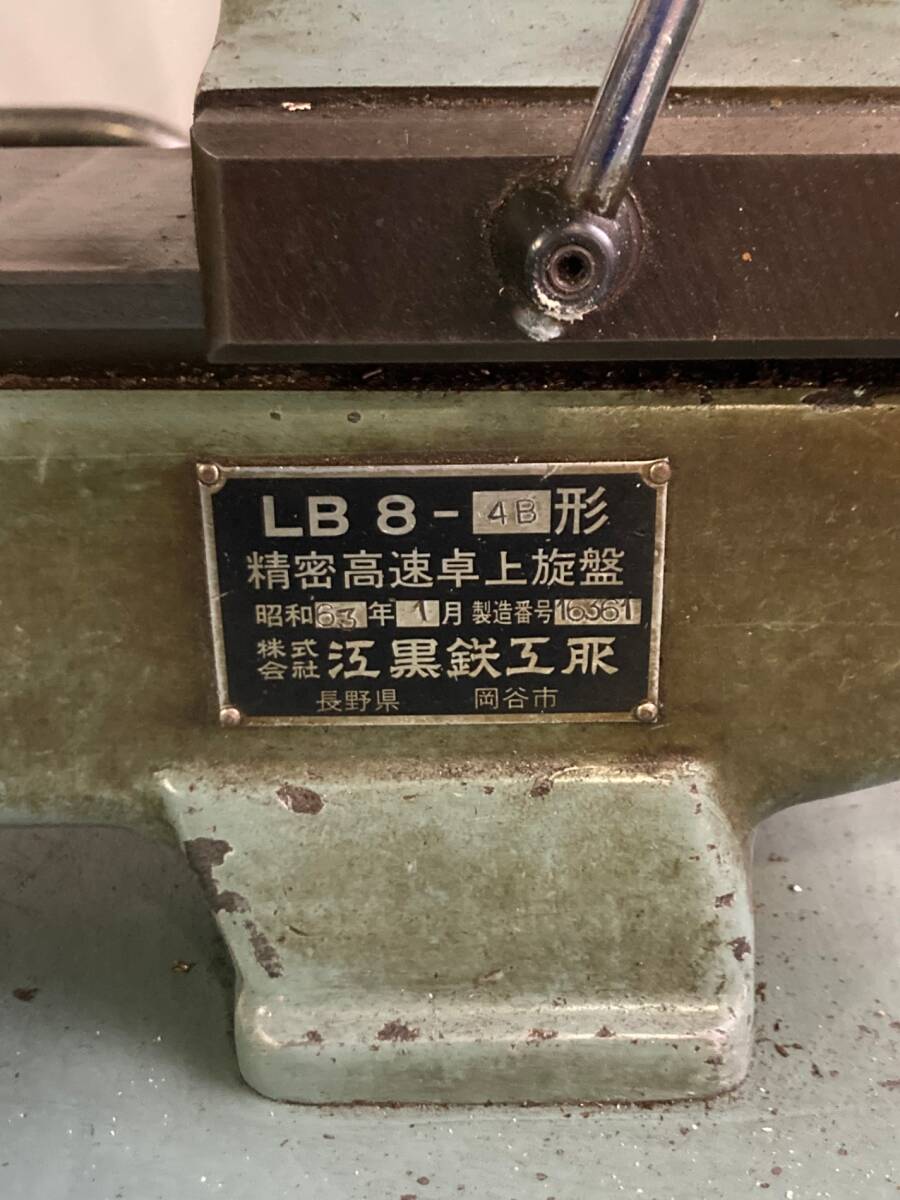 LB 8-4B形
精密高速卓上旋盤
昭和63年1月 製造番号16361
株式会社 江黒鉄工所
長野県 岡谷市